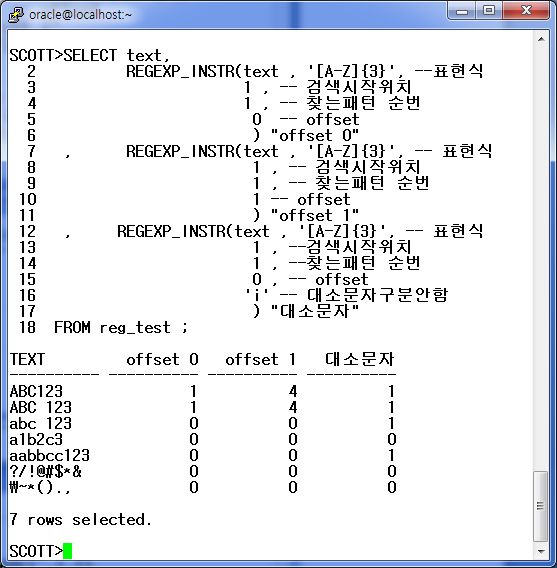 oracle@localhost:~
SCOTT>SELECT text,
  2          REGEXP_INSTR(text , '[A-Z]{3}', --표현식
  3                       1 , -- 검색시작위치
  4                       1 , -- 찾는패턴 순번
  5                        0  -- offset
  6                        ) "offset 0"
  7   ,      REGEXP_INSTR(text , '[A-Z]{3}', -- 표현식
  8                        1 , -- 검색시작위치
  9                        1 , -- 찾는패턴 순번
 10                        1 -- offset
 11                        ) "offset 1"
 12   ,     REGEXP_INSTR(text , '[A-Z]{3}', -- 표현식
 13                        1 , --검색시작위치
 14                        1 , --찾는패턴 순번
 15                        0 , -- offset
 16                       'i' -- 대소문자구분안함
 17                        ) "대소문자"
 18  FROM reg_test ;
TEXT         offset 0   offset 1   대소문자
---------- ---------- ---------- ----------
ABC123              1          4          1
ABC 123             1          4          1
abc 123             0          0          1
a1b2c3              0          0          0
aabbcc123           0          0          1
?/!@#$*&            0          0          0
₩~*().,             0          0          0
7 rows selected.
SCOTT>